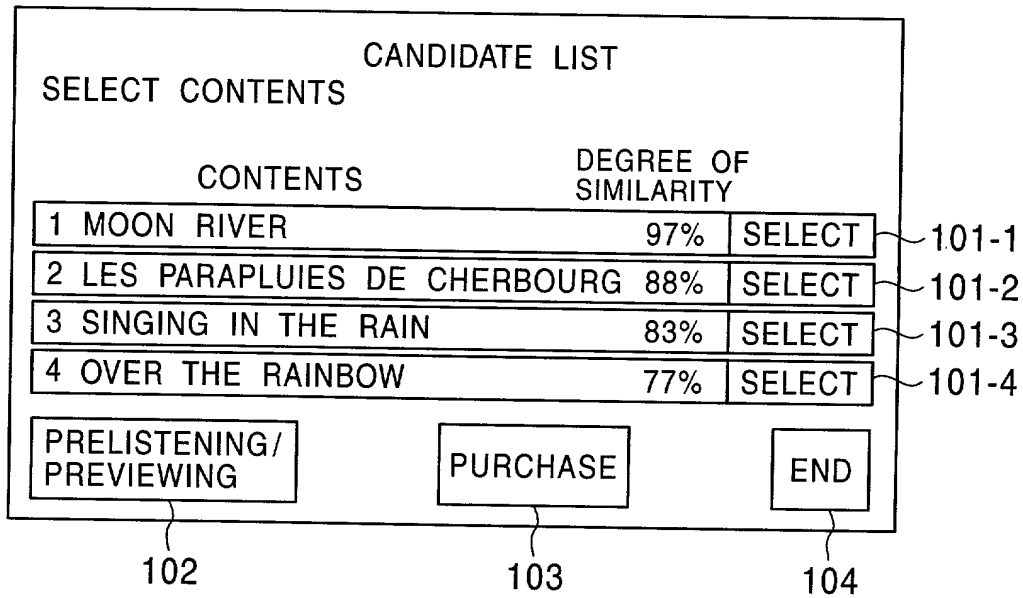 CANDIDATE LIST
SELECT CONTENTS
CONTENTS
DEGREE OF
SIMILARITY
1 MOON RIVER 97% SELECT 101-1
2 LES PARAPLUIES DE CHERBOURG 88% SELECT 101-2
3 SINGING IN THE RAIN 83% SELECT 101-3
4 OVER THE RAINBOW 77% SELECT 101-4
PRELISTENING/
PREVIEWING
PURCHASE
END
102
103
104